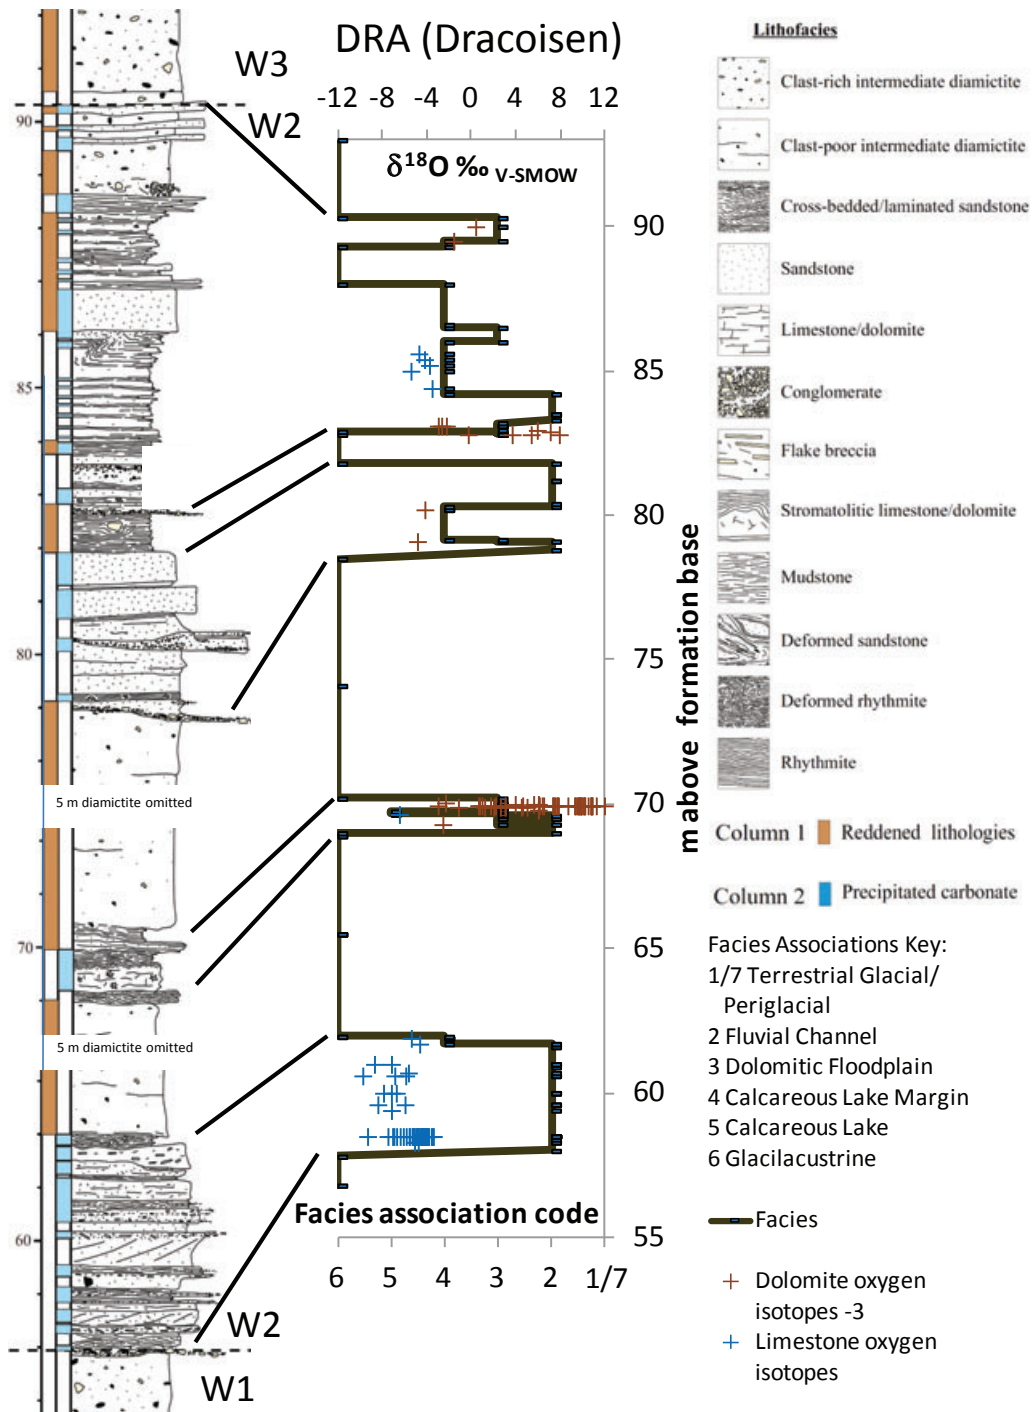 DRA (Dracoisen)
W3
W2
-12 -8 -4 0 4 8 12
δ18O ‰ V-SMOW
90
85
80
5 m diamictite omitted
70
5 m diamictite omitted
60
W2
W1
90
85
80
75
70
65
60
55
m above formation base
Facies association code
6 5 4 3 2 1/7
Lithofacies
Clast-rich intermediate diamictite
Clast-poor intermediate diamictite
Cross-bedded/laminated sandstone
Sandstone
Limestone/dolomite
Conglomerate
Flake breccia
Stromatolitic limestone/dolomite
Mudstone
Deformed sandstone
Deformed rhythmite
Rhythmite
Column 1 Reddened lithologies
Column 2 Precipitated carbonate
Facies Associations Key:
1/7 Terrestrial Glacial/
Periglacial
2 Fluvial Channel
3 Dolomitic Floodplain
4 Calcareous Lake Margin
5 Calcareous Lake
6 Glacilacustrine
Facies
Dolomite oxygen
isotopes -3
Limestone oxygen
isotopes